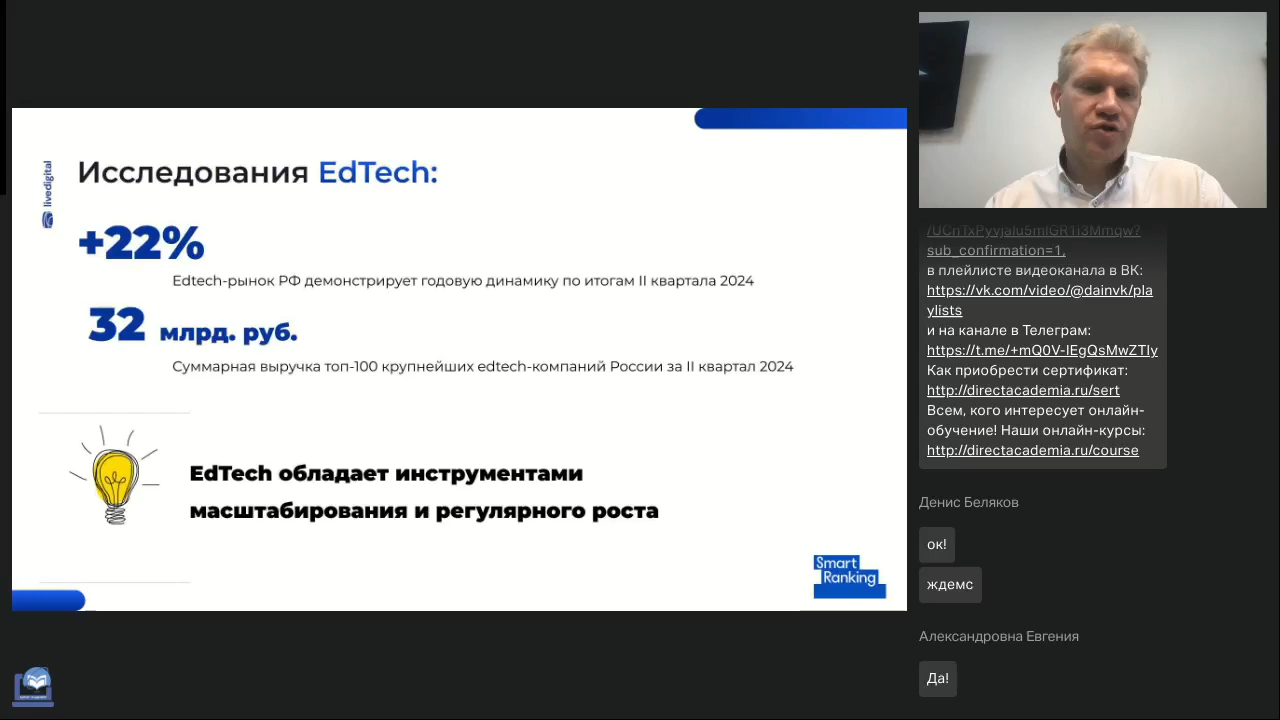 livedigital
Исследования EdTech:
+22%
Edtech-рынок РФ демонстрирует годовую динамику по итогам II квартала 2024
32 млрд. руб.
Суммарная выручка топ-100 крупнейших edtech-компаний России за II квартал 2024
EdTech обладает инструментами
масштабирования и регулярного роста
Smart
Ranking
sub_confirmation=1,
в плейлисте видеоканала в ВК:
https://vk.com/video/@dainvk/pla
ylists
и на канале в Телеграм:
https://t.me/+mQ0V-lEgQsMwZTIy
Как приобрести сертификат:
http://directacademia.ru/sert
Всем, кого интересует онлайн-
обучение! Наши онлайн-курсы:
http://directacademia.ru/course
Денис Беляков
ок!
ждемс
Александровна Евгения
Да!